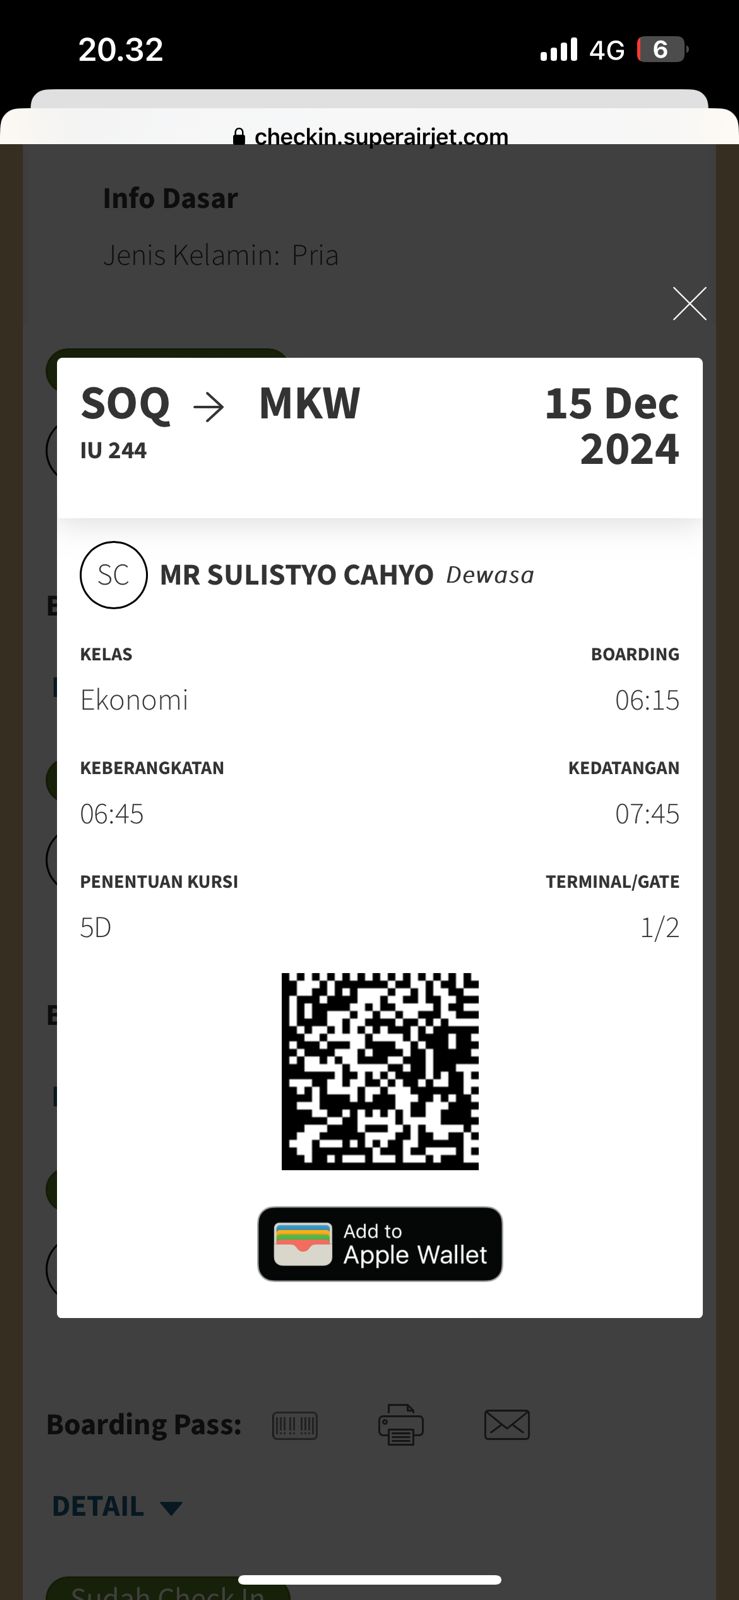 20.32
4G
6
checkin.superairjet.com
Info Dasar
Jenis Kelamin: Pria
SOQ → MKW
15 Dec
2024
IU 244
SC
MR SULISTYO CAHYO Dewasa
KELAS
BOARDING
Ekonomi
06:15
KEBERANGKATAN
KEDATANGAN
06:45
07:45
PENENTUAN KURSI
TERMINAL/GATE
5D
1/2
Add to
Apple Wallet
Boarding Pass:
DETAIL
Sudah Check In